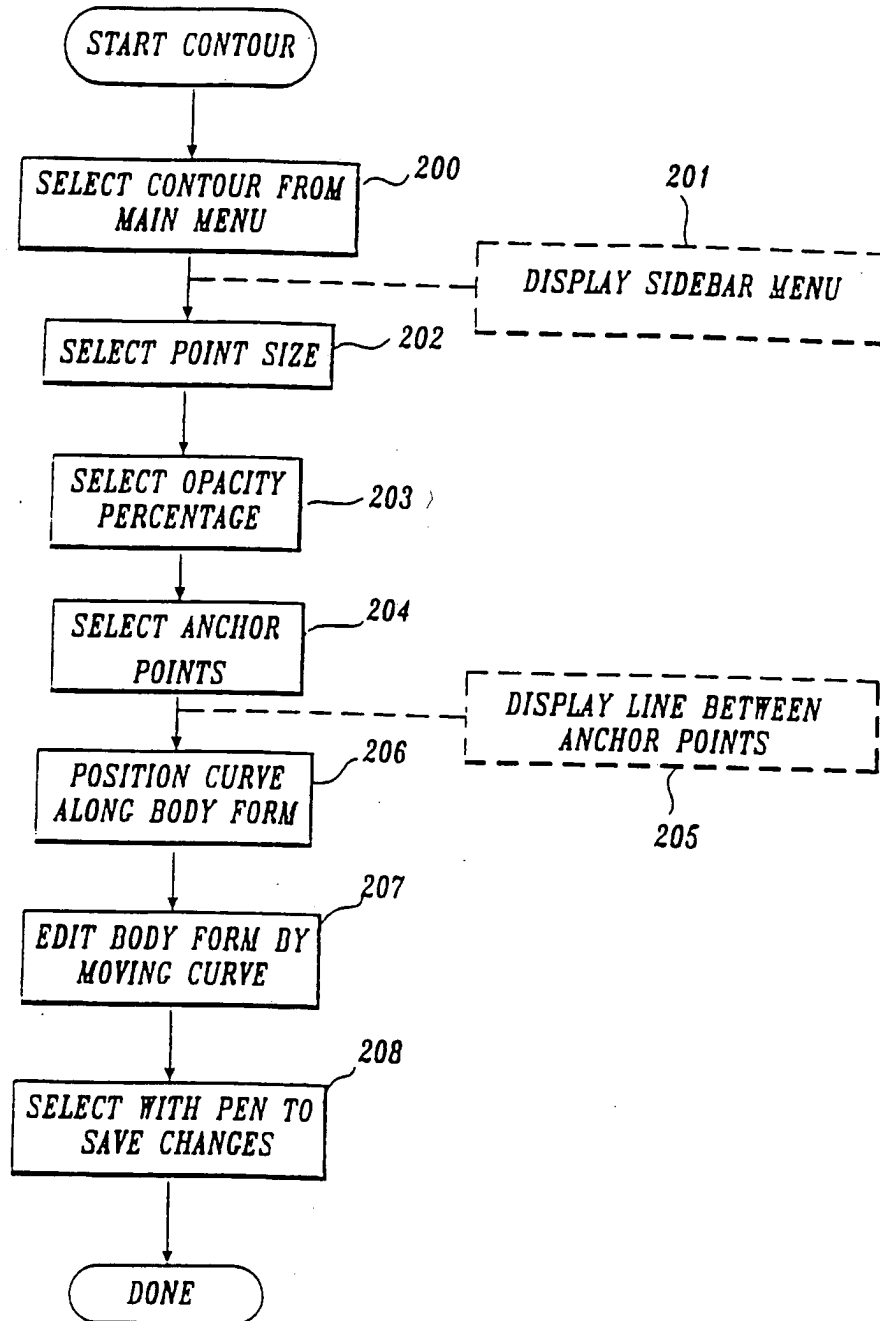 START CONTOUR
200
SELECT CONTOUR FROM
MAIN MENU
201
DISPLAY SIDEBAR MENU
SELECT POINT SIZE
202
SELECT OPACITY
PERCENTAGE
203
204
SELECT ANCHOR
POINTS
DISPLAY LINE BETWEEN
ANCHOR POINTS
205
206
POSITION CURVE
ALONG BODY FORM
207
EDIT BODY FORM BY
MOVING CURVE
208
SELECT WITH PEN TO
SAVE CHANGES
DONE